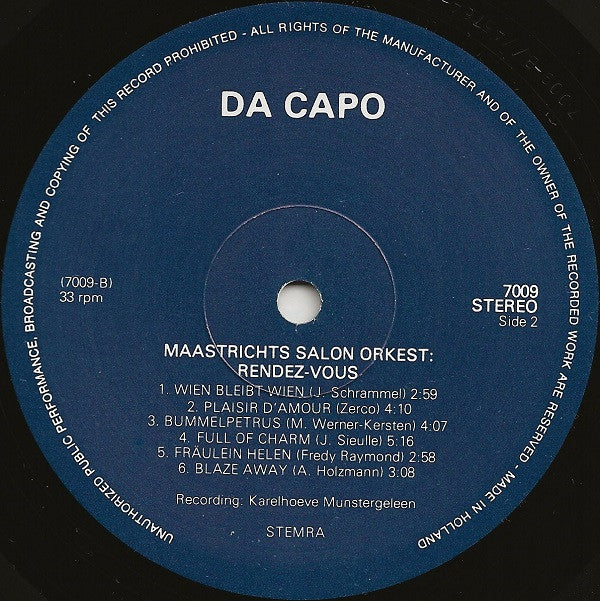 UNAUTHORIZED PUBLIC PERFORMANCE, BROADCASTING AND COPYING OF THIS RECORD PROHIBITED - ALL RIGHTS OF THE MANUFACTURER AND OF THE OWNER OF THE RECORDED WORK ARE RESERVED - MADE IN HOLLAND
DA CAPO
(7009-B)
33 rpm
7009
STEREO
Side 2
MAASTRICHTS SALON ORKEST:
RENDEZ-VOUS
1. WIEN BLEIBT WIEN (J. Schrammel) 2:59
2. PLAISIR D'AMOUR (Zerco) 4:10
3. BUMMELPETRUS (M. Werner-Kersten) 4:07
4. FULL OF CHARM (J. Sieulle) 5:16
5. FRÄULEIN HELEN (Fredy Raymond) 2:58
6. BLAZE AWAY (A. Holzmann) 3:08
Recording: Karelhoeve Munstergeleen
STEMRA